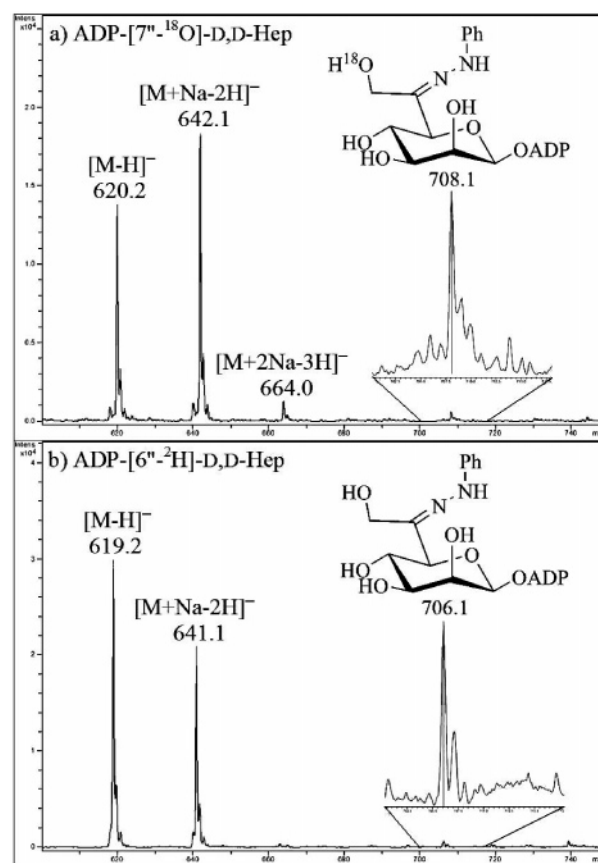 Intens
x10⁴
a) ADP-[7"-¹⁸O]-D,D-Hep
Ph
H¹⁸O
N
NH
[M+Na-2H]⁻
642.1
OH
O
HO
HO
OADP
[M-H]⁻
620.2
708.1
[M+2Na-3H]⁻
664.0
2.0
1.5
1.0
0.5
0.0
620
640
660
680
700
720
740
Intens
x10⁴
b) ADP-[6"-²H]-D,D-Hep
Ph
HO
N
NH
[M-H]⁻
619.2
OH
O
HO
HO
OADP
[M+Na-2H]⁻
641.1
706.1
4
3
2
1
0
620
640
660
680
700
720
740